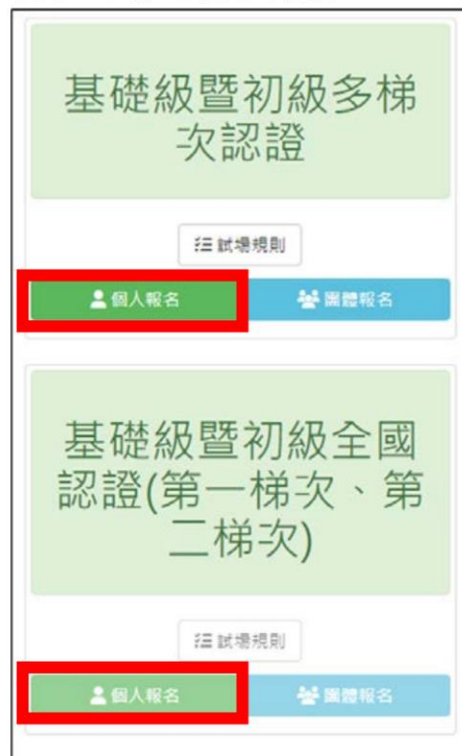 基礎級暨初級多梯
次認證
試場規則
個人報名 團體報名
基礎級暨初級全國
認證(第一梯次、第
二梯次)
試場規則
個人報名 團體報名